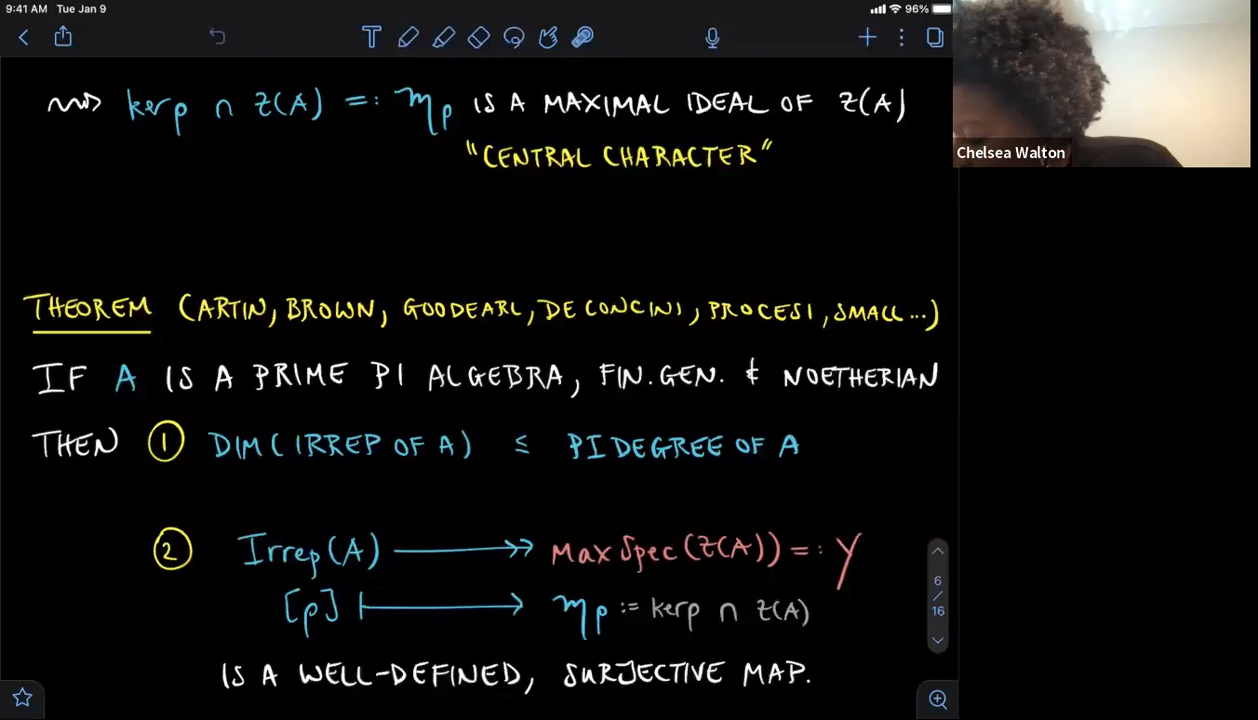 9:41 AM Tue Jan 9
96%
⇝ ker ρ ∩ Z(A) =: 𝔪ρ IS A MAXIMAL IDEAL OF Z(A)
"CENTRAL CHARACTER"
Chelsea Walton
THEOREM (ARTIN, BROWN, GOODEARL, DE CONCINI, PROCESI, SMALL...)
IF A IS A PRIME PI ALGEBRA, FIN. GEN. & NOETHERIAN
THEN ① DIM(IRREP OF A) ≤ PI DEGREE OF A
② Irrep(A) ↠ MaxSpec(Z(A)) =: Y
[ρ] ↦ 𝔪ρ := ker ρ ∩ Z(A)
IS A WELL-DEFINED, SURJECTIVE MAP.
6
/
16